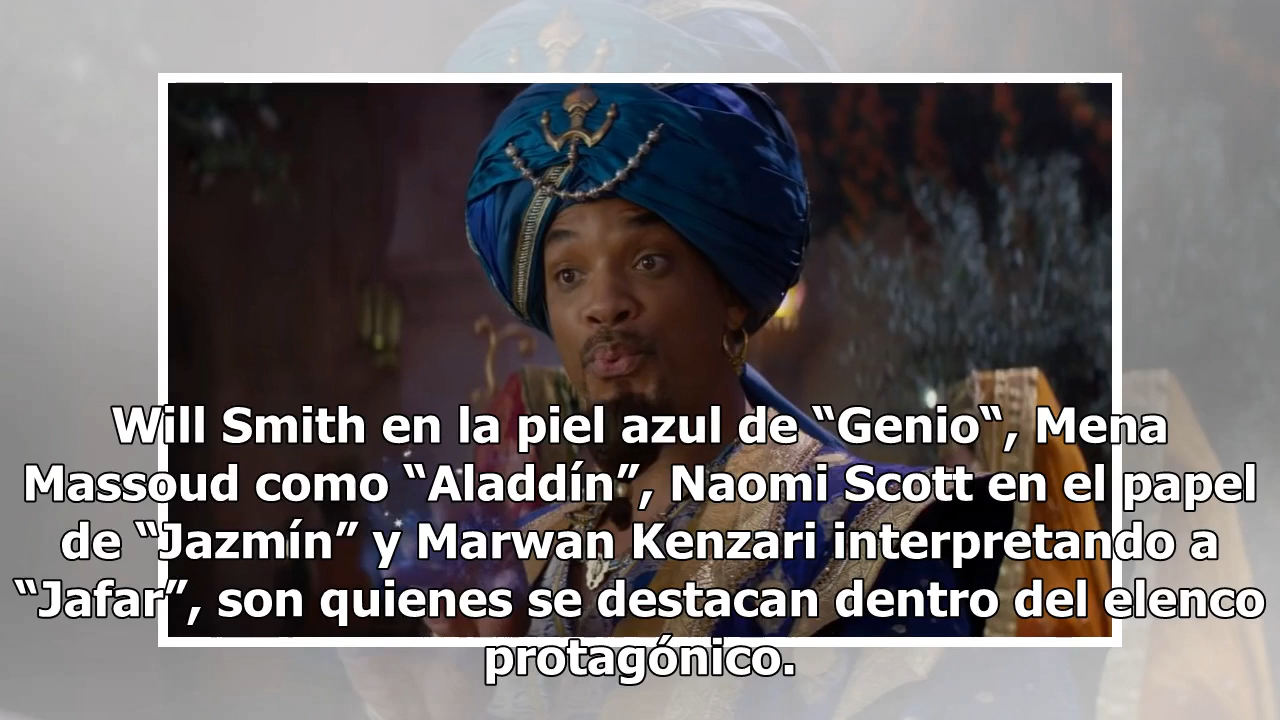 Will Smith en la piel azul de “Genio“, Mena
Massoud como “Aladdín”, Naomi Scott en el papel
de “Jazmín” y Marwan Kenzari interpretando a
“Jafar”, son quienes se destacan dentro del elenco
protagónico.